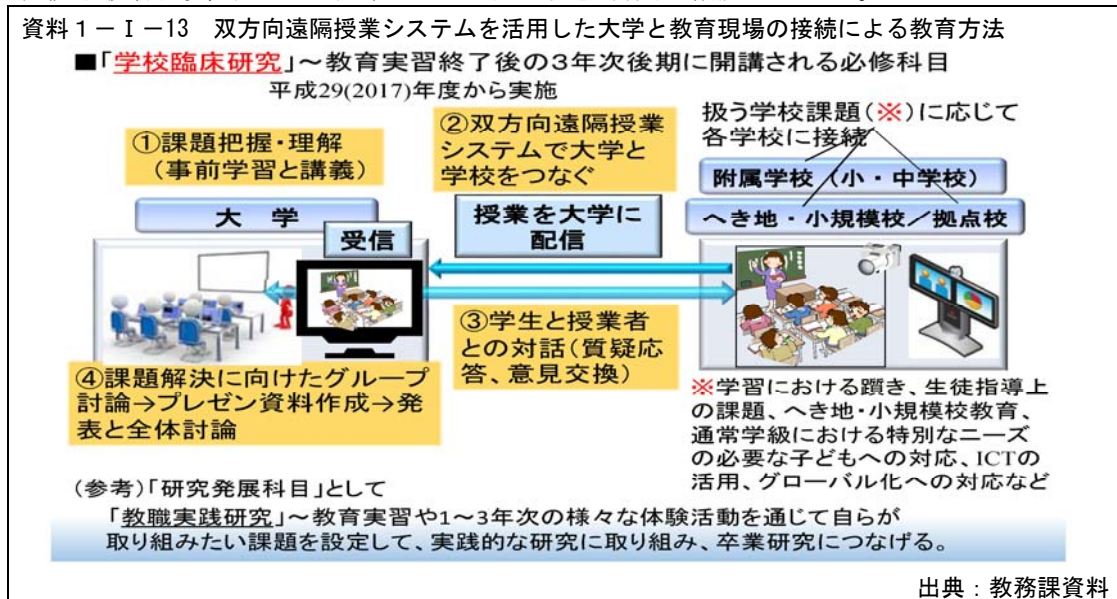 資料１－Ⅰ－13　双方向遠隔授業システムを活用した大学と教育現場の接続による教育方法
■「学校臨床研究」～教育実習終了後の３年次後期に開講される必修科目
平成29(2017)年度から実施
①課題把握・理解
（事前学習と講義）
②双方向遠隔授業
システムで大学と
学校をつなぐ
扱う学校課題(※)に応じて
各学校に接続
附属学校（小・中学校）
へき地・小規模校／拠点校
大　学
受信
授業を大学に
配信
③学生と授業者
との対話（質疑応
答、意見交換）
④課題解決に向けたグループ
討論→プレゼン資料作成→発
表と全体討論
※学習における躓き、生徒指導上
の課題、へき地・小規模校教育、
通常学級における特別なニーズ
の必要な子どもへの対応、ICTの
活用、グローバル化への対応など
(参考)「研究発展科目」として
「教職実践研究」～教育実習や1～3年次の様々な体験活動を通じて自らが
取り組みたい課題を設定して、実践的な研究に取り組み、卒業研究につなげる。
出典：教務課資料